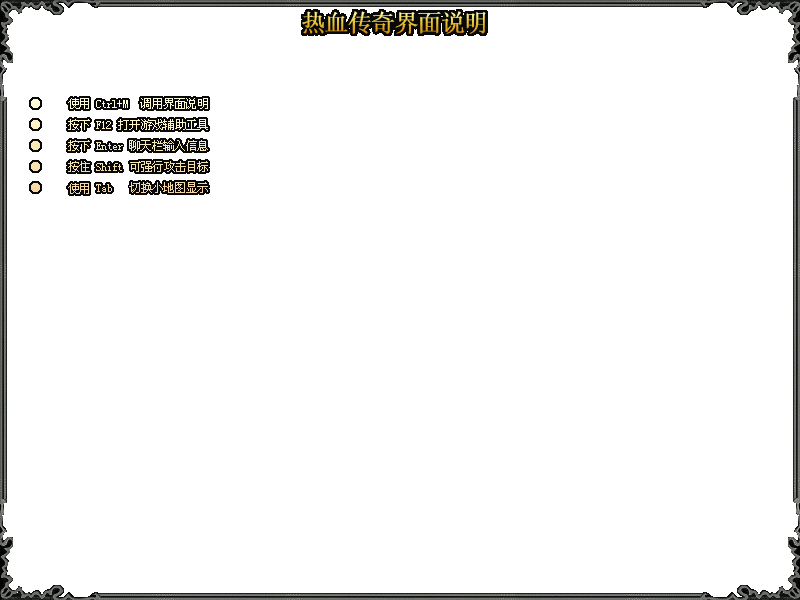 热血传奇界面说明
使用 Ctrl+M 调用界面说明
按下 F12 打开游戏辅助工具
按下 Enter 聊天栏输入信息
按住 Shift 可强行攻击目标
使用 Tab 切换小地图显示